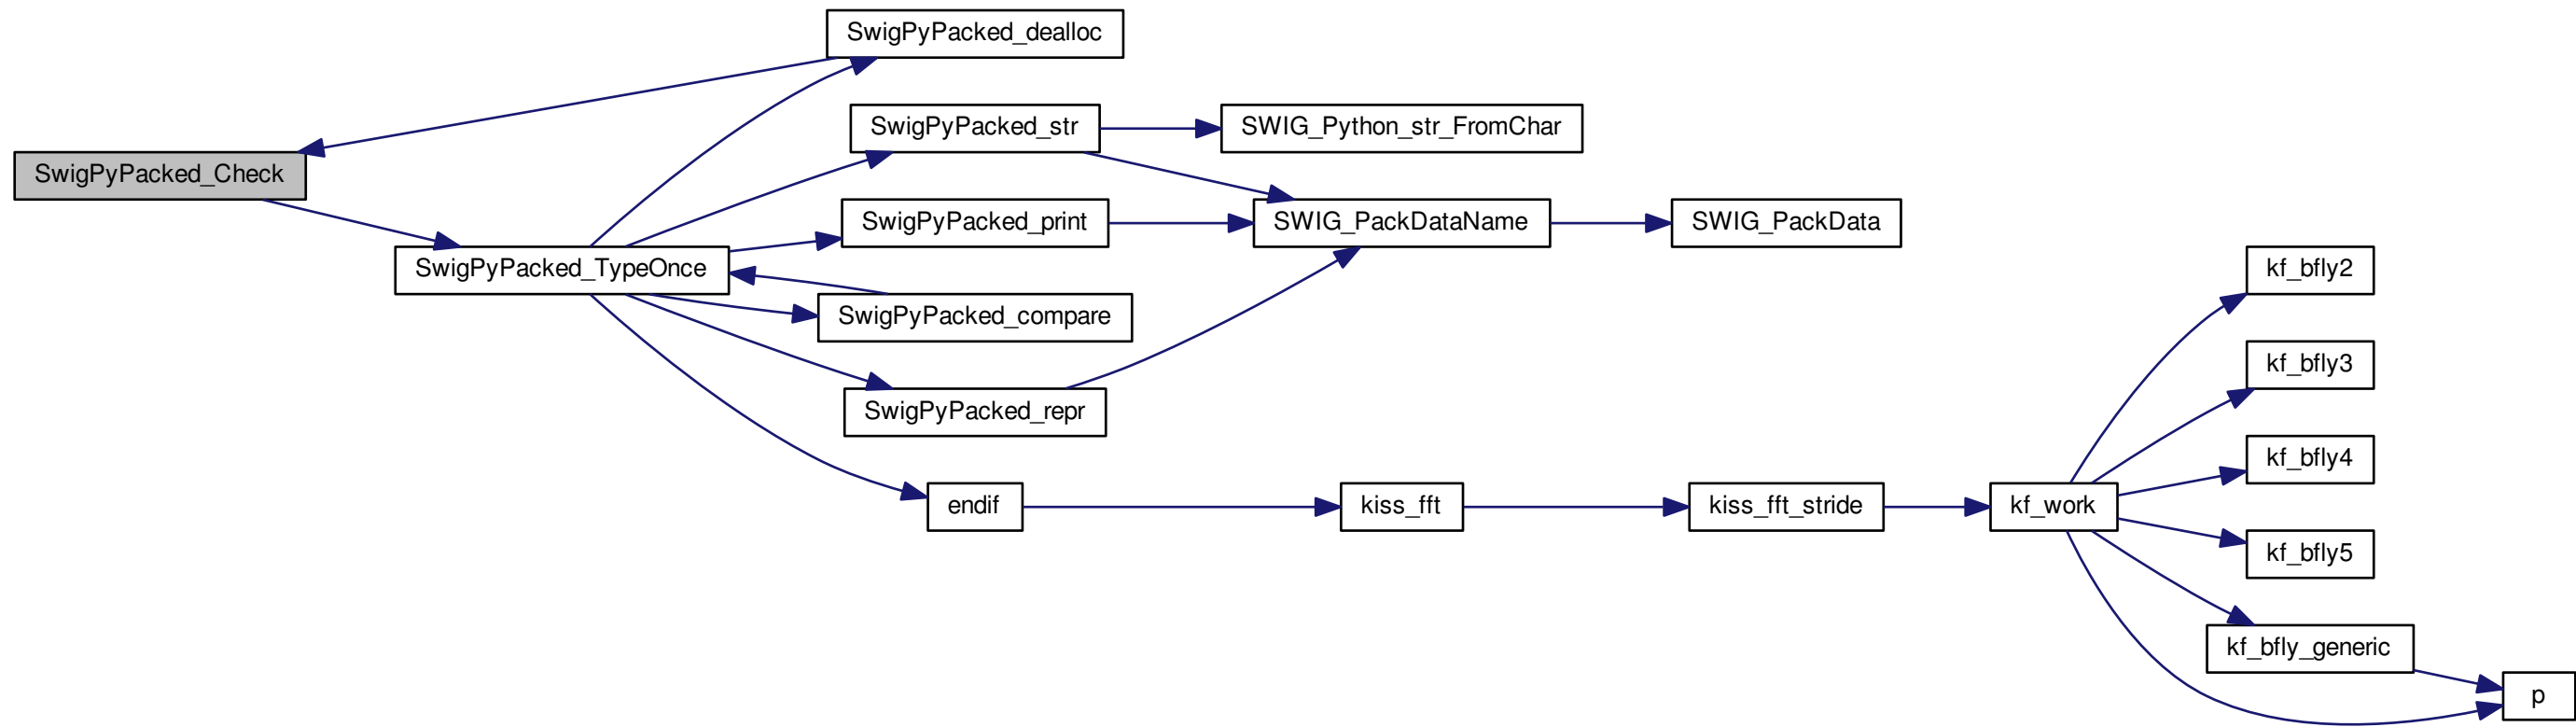 SwigPyPacked_dealloc
SwigPyPacked_str
SWIG_Python_str_FromChar
SwigPyPacked_Check
SwigPyPacked_print
SWIG_PackDataName
SWIG_PackData
SwigPyPacked_TypeOnce
kf_bfly2
SwigPyPacked_compare
kf_bfly3
SwigPyPacked_repr
kf_bfly4
endif
kiss_fft
kiss_fft_stride
kf_work
kf_bfly5
kf_bfly_generic
p